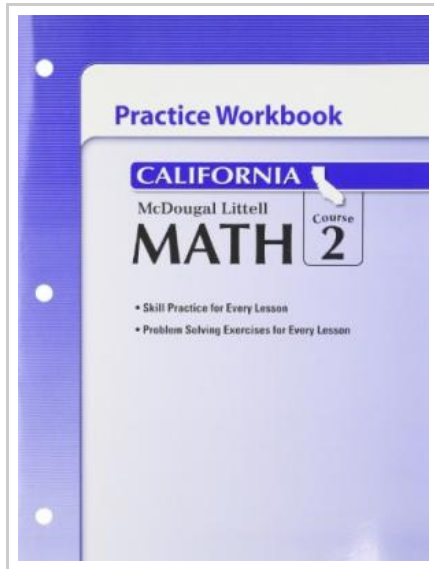 Practice Workbook
CALIFORNIA
McDougal Littell
MATH
Course
2
• Skill Practice for Every Lesson
• Problem Solving Exercises for Every Lesson